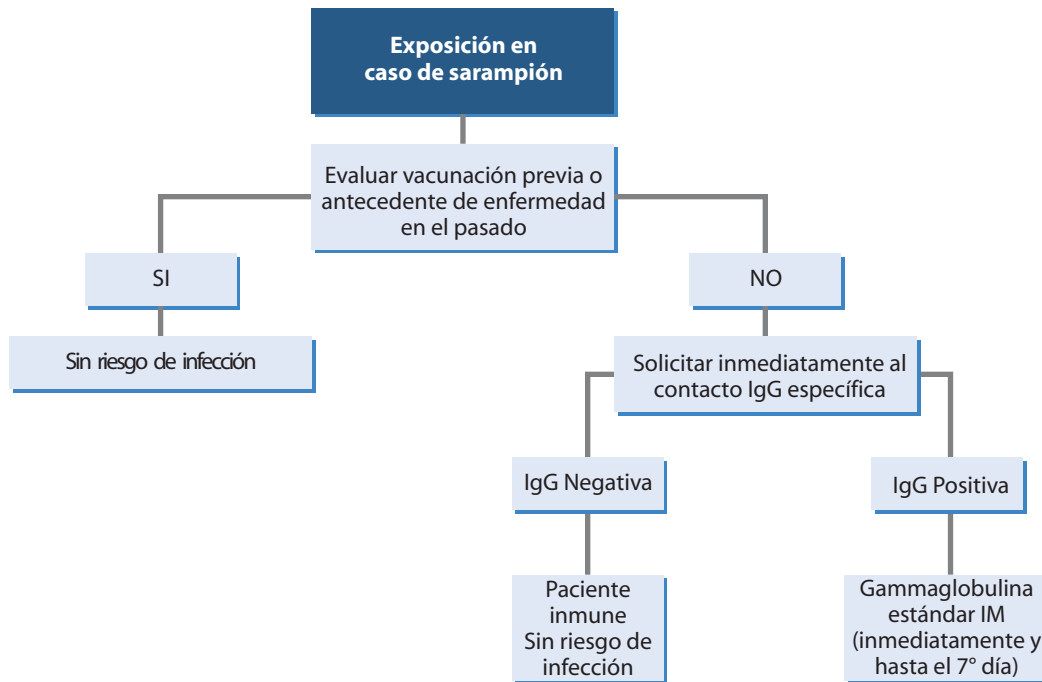 Exposición en
caso de sarampión
Evaluar vacunación previa o
antecedente de enfermedad
en el pasado
SI
NO
Sin riesgo de infección
Solicitar inmediatamente al
contacto IgG específica
IgG Negativa
IgG Positiva
Paciente
inmune
Sin riesgo de
infección
Gammaglobulina
estándar IM
(inmediatamente y
hasta el 7° día)